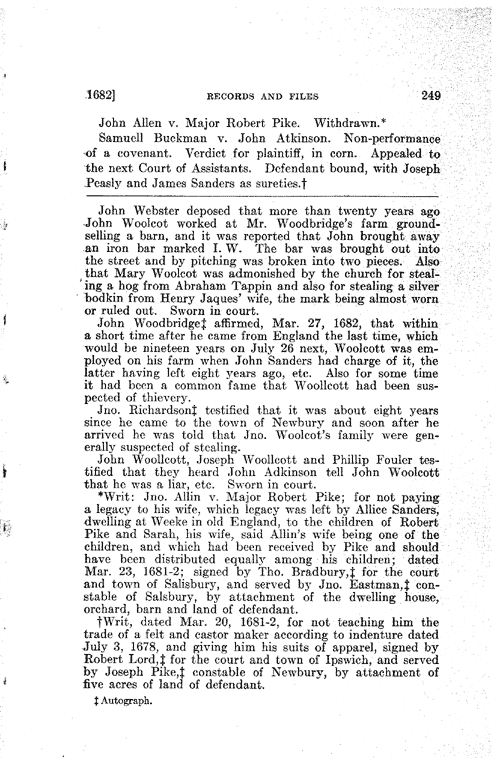 1682] RECORDS AND FILES 249
John Allen v. Major Robert Pike. Withdrawn.*
Samuell Buckman v. John Atkinson. Non-performance
of a covenant. Verdict for plaintiff, in corn. Appealed to
the next Court of Assistants. Defendant bound, with Joseph
Peasly and James Sanders as sureties.†
John Webster deposed that more than twenty years ago
John Woolcot worked at Mr. Woodbridge's farm ground-
selling a barn, and it was reported that John brought away
an iron bar marked I. W. The bar was brought out into
the street and by pitching was broken into two pieces. Also
that Mary Woolcot was admonished by the church for steal-
ing a hog from Abraham Tappin and also for stealing a silver
bodkin from Henry Jaques' wife, the mark being almost worn
or ruled out. Sworn in court.
John Woodbridge‡ affirmed, Mar. 27, 1682, that within
a short time after he came from England the last time, which
would be nineteen years on July 26 next, Woolcott was em-
ployed on his farm when John Sanders had charge of it, the
latter having left eight years ago, etc. Also for some time
it had been a common fame that Woollcott had been sus-
pected of thievery.
Jno. Richardson‡ testified that it was about eight years
since he came to the town of Newbury and soon after he
arrived he was told that Jno. Woolcot's family were gen-
erally suspected of stealing.
John Wollcott, Joseph Woollcott and Phillip Fouler tes-
tified that they heard John Adkinson tell John Woolcott
that he was a liar, etc. Sworn in court.
*Writ: Jno. Allin v. Major Robert Pike; for not paying
a legacy to his wife, which legacy was left by Allice Sanders,
dwelling at Weeke in old England, to the children of Robert
Pike and Sarah, his wife, said Allin's wife being one of the
children, and which had been received by Pike and should
have been distributed equally among his children; dated
Mar. 23, 1681-2; signed by Tho. Bradbury,‡ for the court
and town of Salisbury, and served by Jno. Eastman,‡ con-
stable of Salsbury, by attachment of the dwelling house,
orchard, barn and land of defendant.
†Writ, dated Mar. 20, 1681-2, for not teaching him the
trade of a felt and castor maker according to indenture dated
July 3, 1678, and giving him his suits of apparel, signed by
Robert Lord,‡ for the court and town of Ipswich, and served
by Joseph Pike,‡ constable of Newbury, by attachment of
five acres of land of defendant.
‡ Autograph.